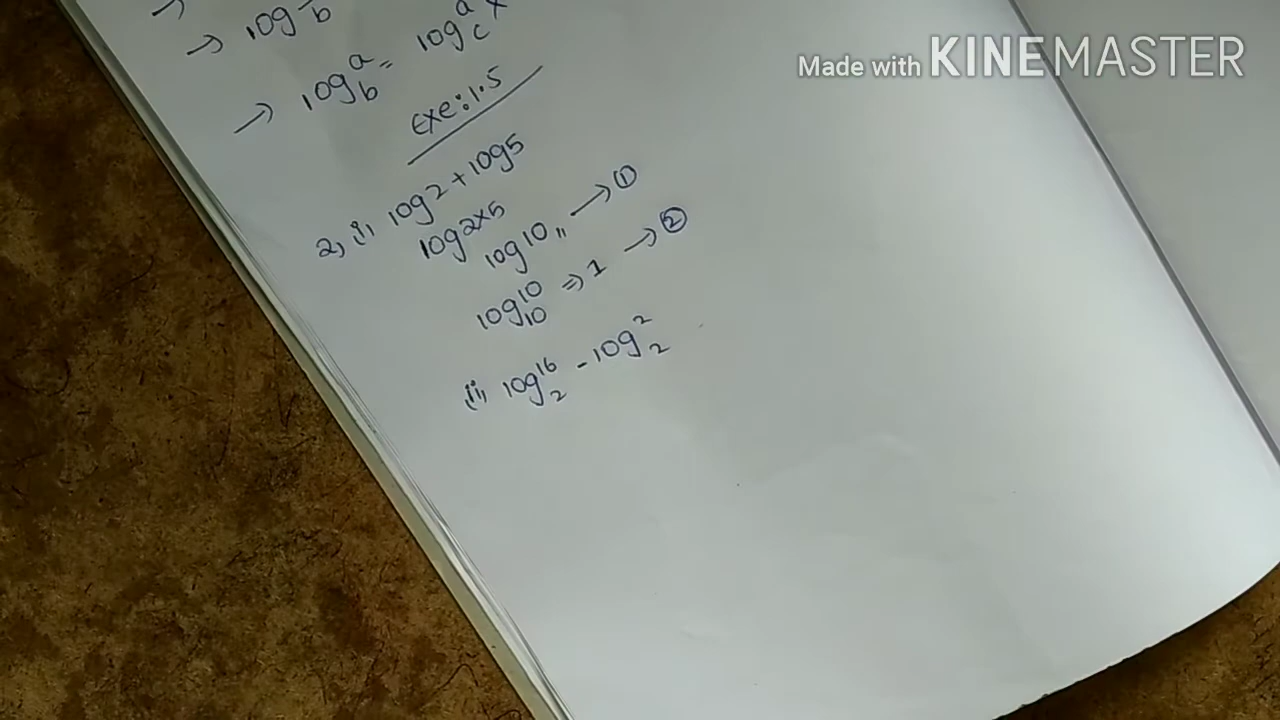 Made with KINEMASTER
→
→ log b
→ log_b^a = log_c^a ×
Exe: 1.5
2, (i, log 2 + log 5
log 2×5
log 10 ,, → ①
log_10^10 ⇒ 1 → ②
(ii, log_2^16 - log_2^2